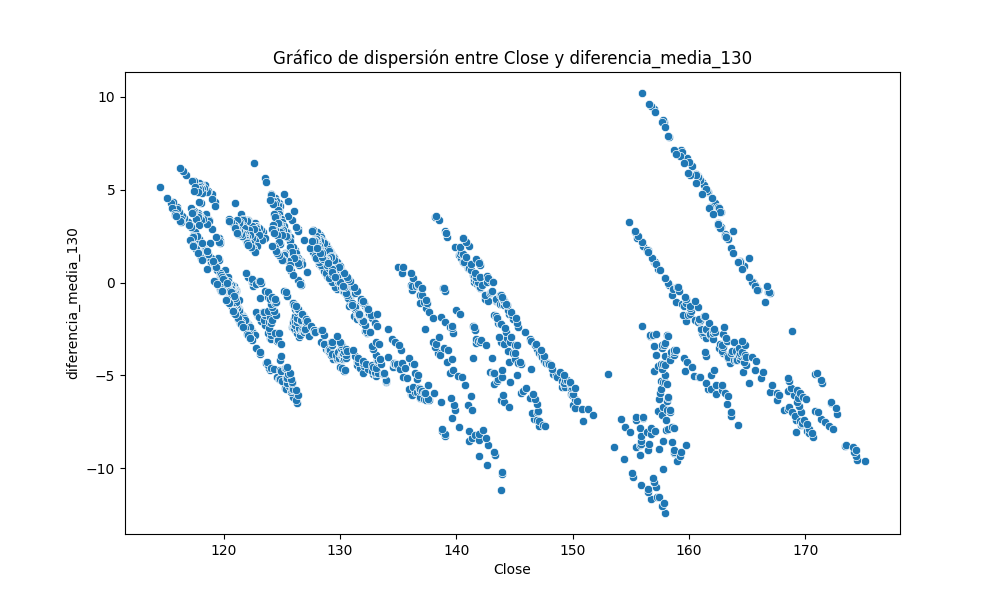 Gráfico de dispersión entre Close y diferencia_media_130
10
5
0
−5
−10
diferencia_media_130
120 130 140 150 160 170
Close